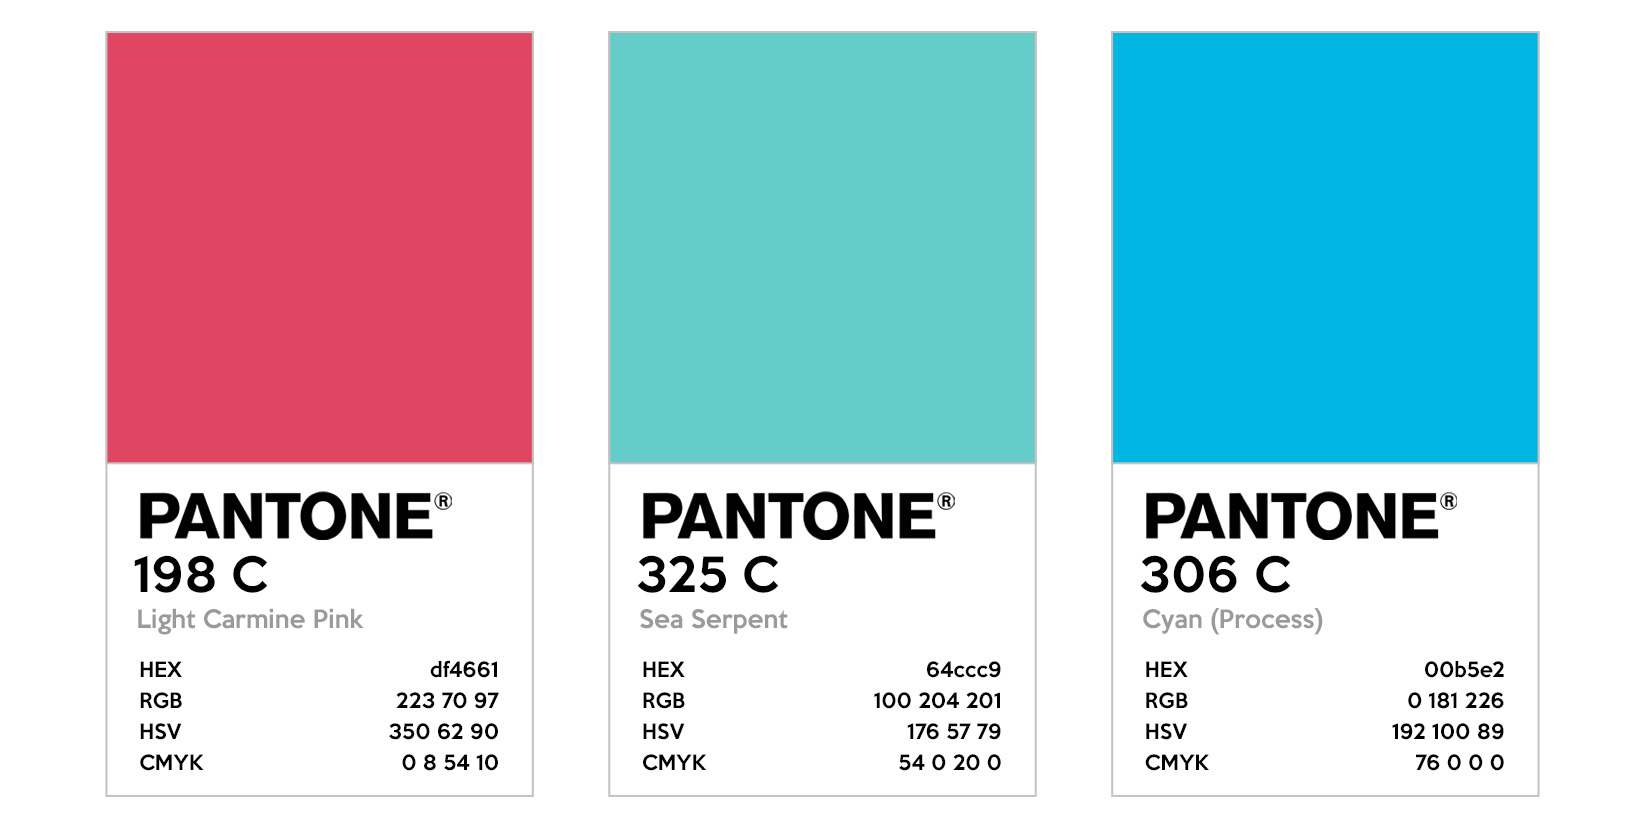 PANTONE®
198 C
Light Carmine Pink
HEX df4661
RGB 223 70 97
HSV 350 62 90
CMYK 0 8 54 10
PANTONE®
325 C
Sea Serpent
HEX 64ccc9
RGB 100 204 201
HSV 176 57 79
CMYK 54 0 20 0
PANTONE®
306 C
Cyan (Process)
HEX 00b5e2
RGB 0 181 226
HSV 192 100 89
CMYK 76 0 0 0